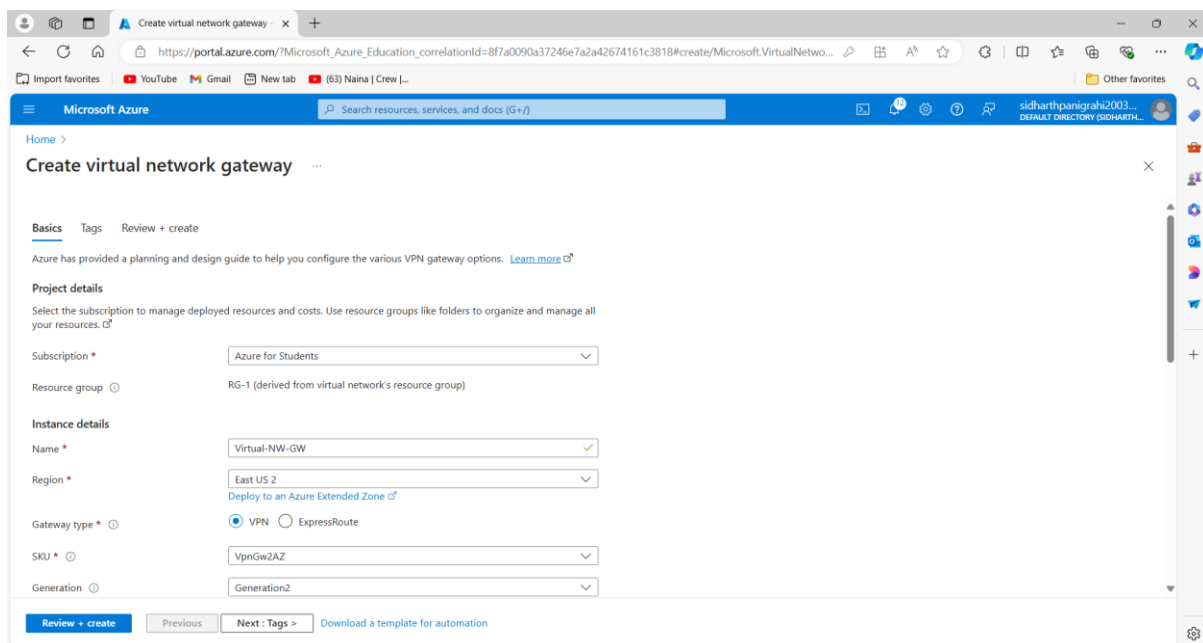 Create virtual network gateway -
https://portal.azure.com/?Microsoft_Azure_Education_correlationId=8f7a0090a37246e7a2a42674161c3818#create/Microsoft.VirtualNetwo...
Import favorites YouTube Gmail New tab (63) Naina | Crew |... Other favorites
Microsoft Azure Search resources, services, and docs (G+/) 12 sidharthpanigrahi2003...
DEFAULT DIRECTORY (SIDHARTH...
Home >
Create virtual network gateway ...
Basics Tags Review + create
Azure has provided a planning and design guide to help you configure the various VPN gateway options. Learn more
Project details
Select the subscription to manage deployed resources and costs. Use resource groups like folders to organize and manage all
your resources.
Subscription * Azure for Students
Resource group RG-1 (derived from virtual network's resource group)
Instance details
Name * Virtual-NW-GW
Region * East US 2
Deploy to an Azure Extended Zone
Gateway type * VPN ExpressRoute
SKU * VpnGw2AZ
Generation Generation2
Review + create Previous Next : Tags > Download a template for automation